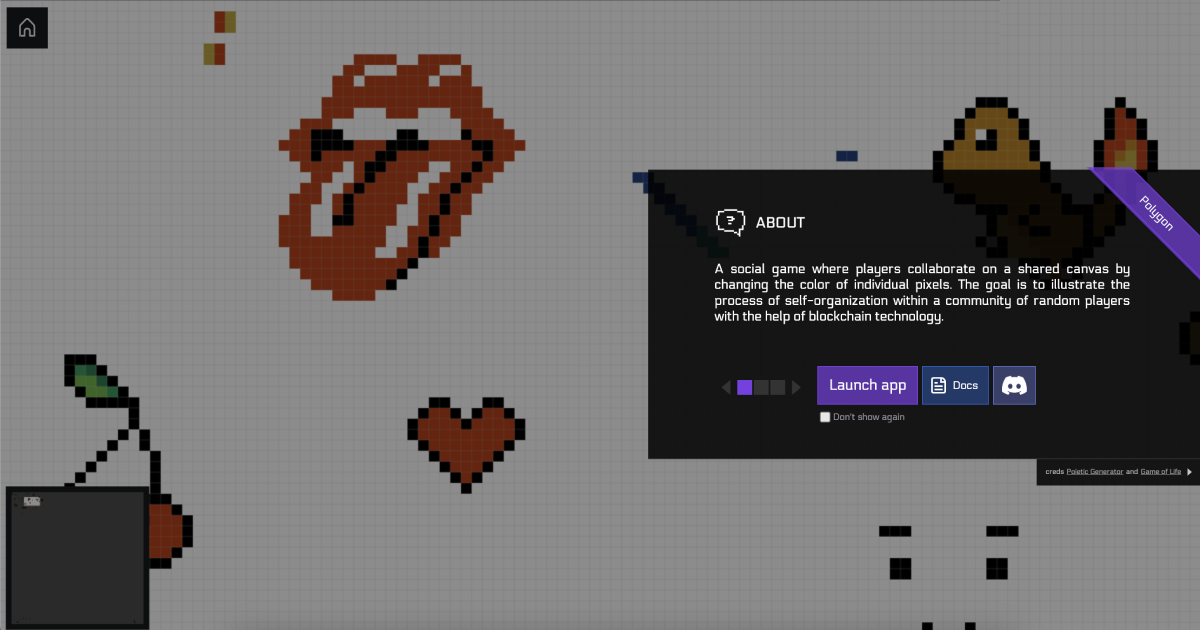 Polygon
ABOUT
A social game where players collaborate on a shared canvas by
changing the color of individual pixels. The goal is to illustrate the
process of self-organization within a community of random players
with the help of blockchain technology.
Launch app
Docs
Don't show again
creds Poietic Generator and Game of Life